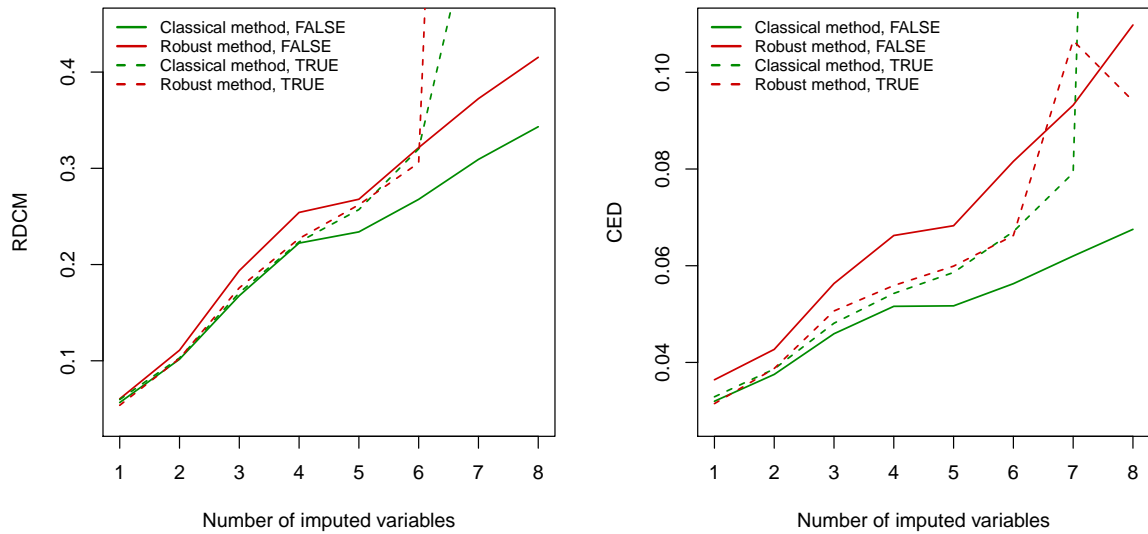 Classical method, FALSE
Robust method, FALSE
Classical method, TRUE
Robust method, TRUE
0.4
0.3
0.2
0.1
RDCM
1 2 3 4 5 6 7 8
Number of imputed variables
Classical method, FALSE
Robust method, FALSE
Classical method, TRUE
Robust method, TRUE
0.10
0.08
0.06
0.04
CED
1 2 3 4 5 6 7 8
Number of imputed variables